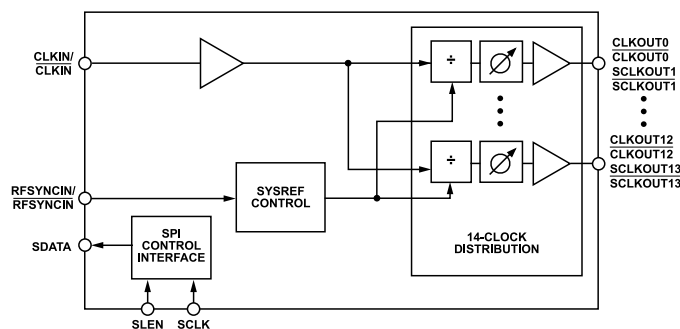 CLKIN/
CLKIN
÷
CLKOUT0
CLKOUT0
SCLKOUT1
SCLKOUT1
÷
CLKOUT12
CLKOUT12
SCLKOUT13
SCLKOUT13
RFSYNCIN/
RFSYNCIN
SYSREF
CONTROL
SDATA
SPI
CONTROL
INTERFACE
14-CLOCK
DISTRIBUTION
SLEN
SCLK